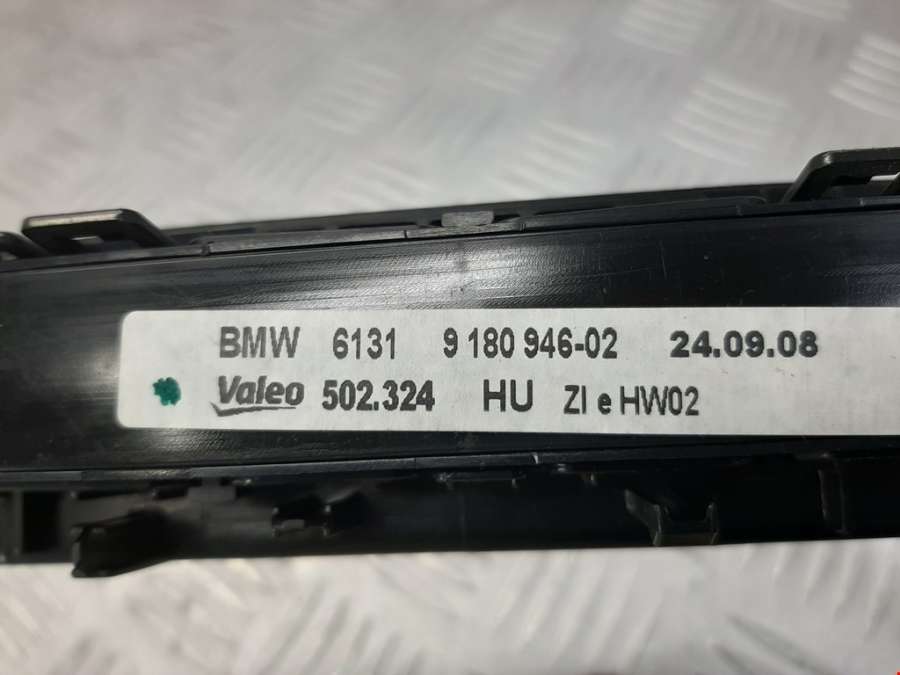 BMW 6131 9 180 946-02 24.09.08
Valeo 502.324 HU ZI e HW02